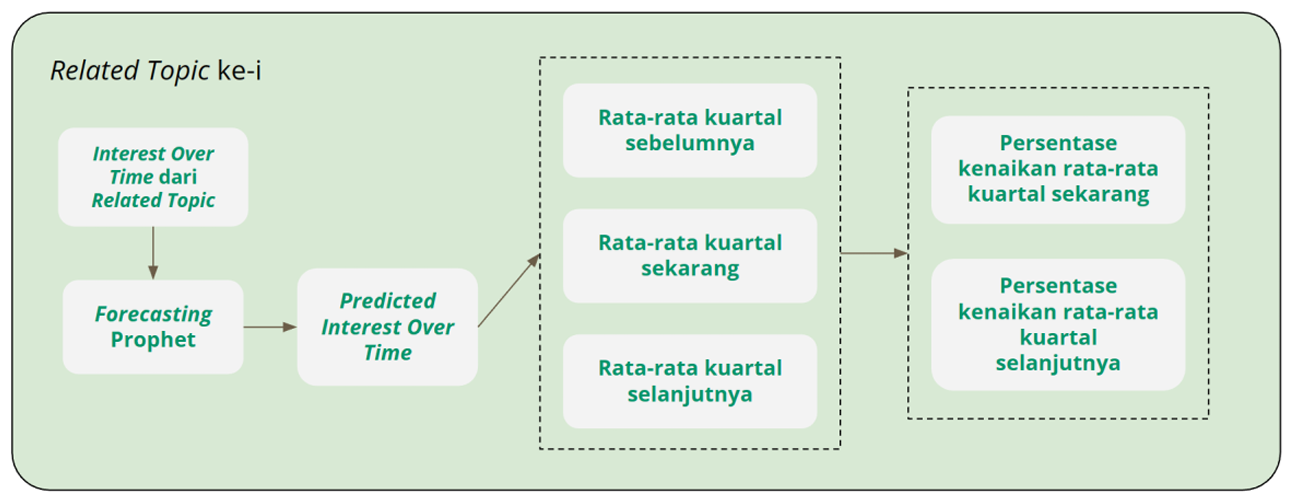 Related Topic ke-i
Interest Over
Time dari
Related Topic
Forecasting
Prophet
Predicted
Interest Over
Time
Rata-rata kuartal
sebelumnya
Rata-rata kuartal
sekarang
Rata-rata kuartal
selanjutnya
Persentase
kenaikan rata-rata
kuartal sekarang
Persentase
kenaikan rata-rata
kuartal
selanjutnya